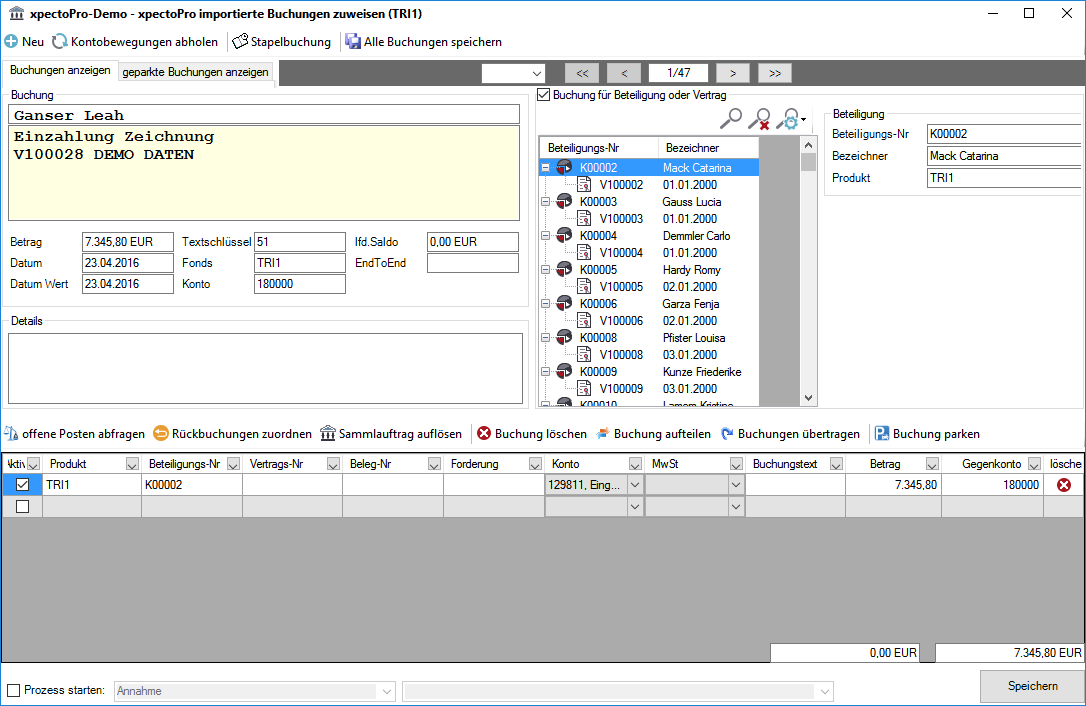 xpectoPro-Demo - xpectoPro importierte Buchungen zuweisen (TRI1)
Neu Kontobewegungen abholen Stapelbuchung Alle Buchungen speichern
Buchungen anzeigen geparkte Buchungen anzeigen << < 1/47 > >>
Buchung
Ganser Leah
Einzahlung Zeichnung
V100028 DEMO DATEN
Betrag 7.345,80 EUR Textschlüssel 51 lfd.Saldo 0,00 EUR
Datum 23.04.2016 Fonds TRI1 EndToEnd
Datum Wert 23.04.2016 Konto 180000
Details
Buchung für Beteiligung oder Vertrag
Beteiligungs-Nr Bezeichner
K00002 Mack Catarina
V100002 01.01.2000
K00003 Gauss Lucia
V100003 01.01.2000
K00004 Demmler Carlo
V100004 01.01.2000
K00005 Hardy Romy
V100005 02.01.2000
K00006 Garza Fenja
V100006 02.01.2000
K00008 Pfister Louisa
V100008 03.01.2000
K00009 Kunze Friederike
V100009 03.01.2000
K00010
Beteiligung
Beteiligungs-Nr K00002
Bezeichner Mack Catarina
Produkt TRI1
offene Posten abfragen Rückbuchungen zuordnen Sammlauftrag auflösen Buchung löschen Buchung aufteilen Buchungen übertragen Buchung parken
Produkt Beteiligungs-Nr Vertrags-Nr Beleg-Nr Forderung Konto MwSt Buchungstext Betrag Gegenkonto lösche
TRI1 K00002 129811, Eing... 7.345,80 180000
0,00 EUR 7.345,80 EUR
Prozess starten: Annahme Speichern